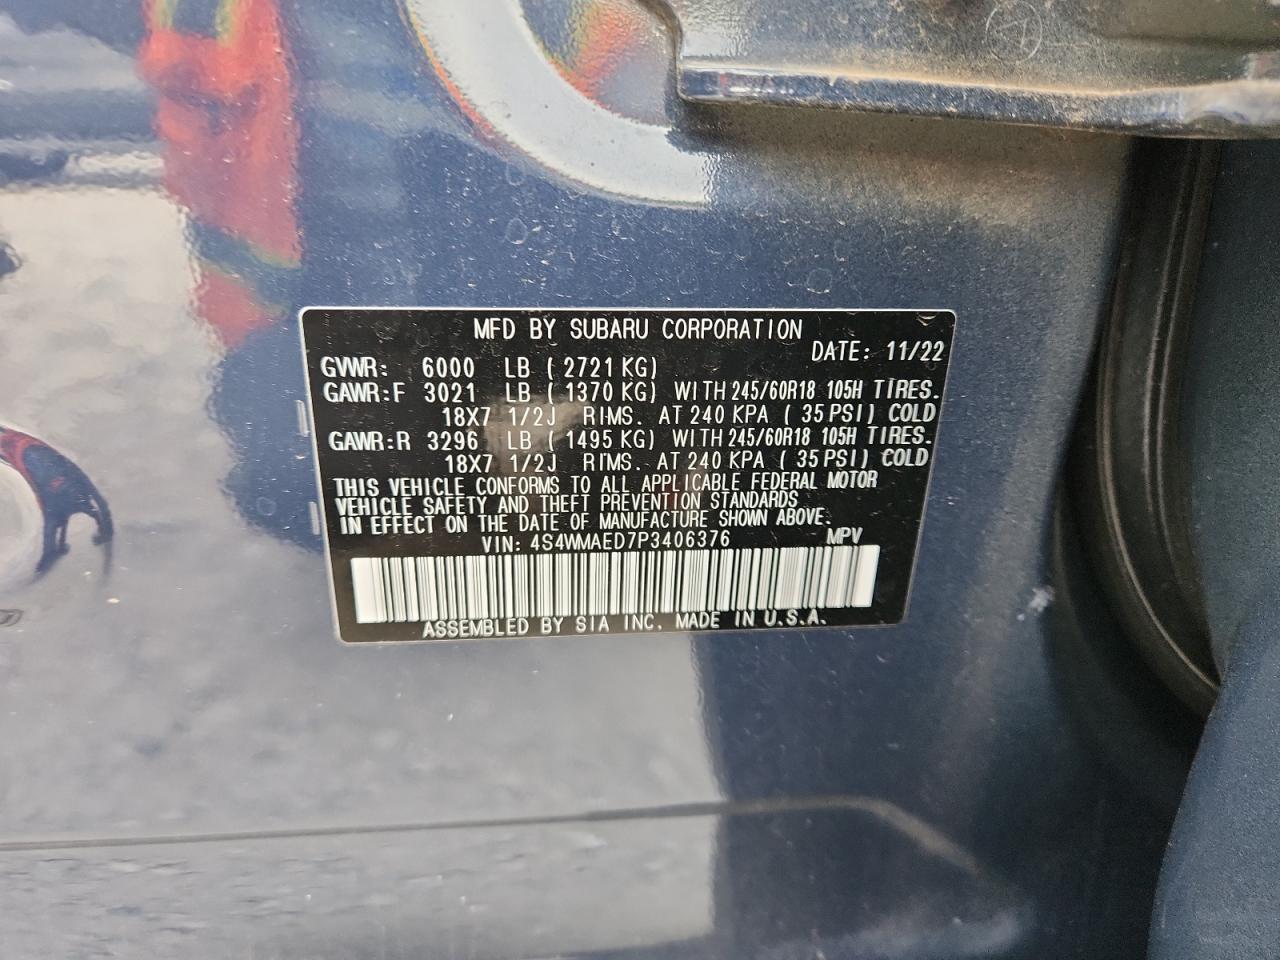 MFD BY SUBARU CORPORATION
DATE: 11/22
GVWR: 6000 LB ( 2721 KG)
GAWR:F 3021 LB ( 1370 KG) WITH 245/60R18 105H TIRES.
18X7 1/2J RIMS. AT 240 KPA ( 35 PSI) COLD
GAWR:R 3296 LB ( 1495 KG) WITH 245/60R18 105H TIRES.
18X7 1/2J RIMS. AT 240 KPA ( 35 PSI) COLD
THIS VEHICLE CONFORMS TO ALL APPLICABLE FEDERAL MOTOR
VEHICLE SAFETY AND THEFT PREVENTION STANDARDS
IN EFFECT ON THE DATE OF MANUFACTURE SHOWN ABOVE.
VIN: 4S4WMAED7P3406376 MPV
ASSEMBLED BY SIA INC. MADE IN U.S.A.